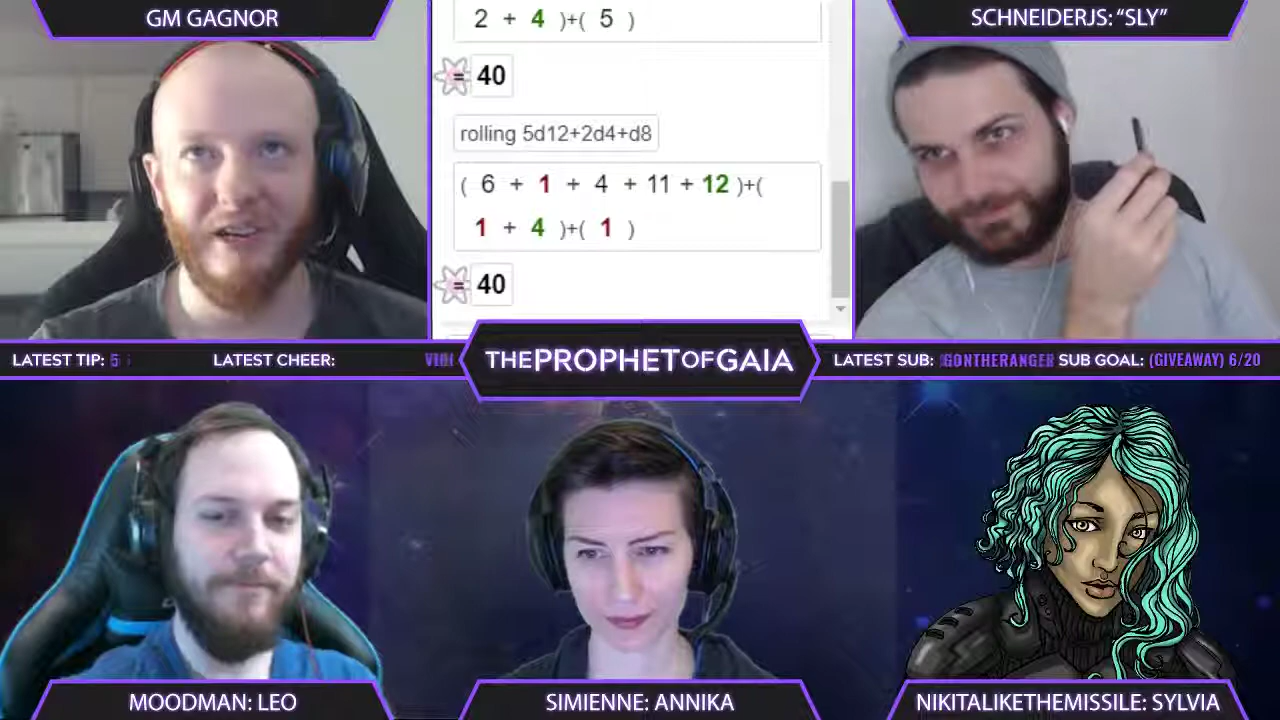 GM GAGNOR
2 + 4 )+( 5 )
= 40
rolling 5d12+2d4+d8
( 6 + 1 + 4 + 11 + 12 )+(
1 + 4 )+( 1 )
= 40
SCHNEIDERJS: “SLY”
LATEST TIP: 5
LATEST CHEER:
THEPROPHETOFGAIA
LATEST SUB: GONTHERANGER
SUB GOAL: (GIVEAWAY) 6/20
MOODMAN: LEO
SIMIENNE: ANNIKA
NIKITALIKETHEMISSILE: SYLVIA